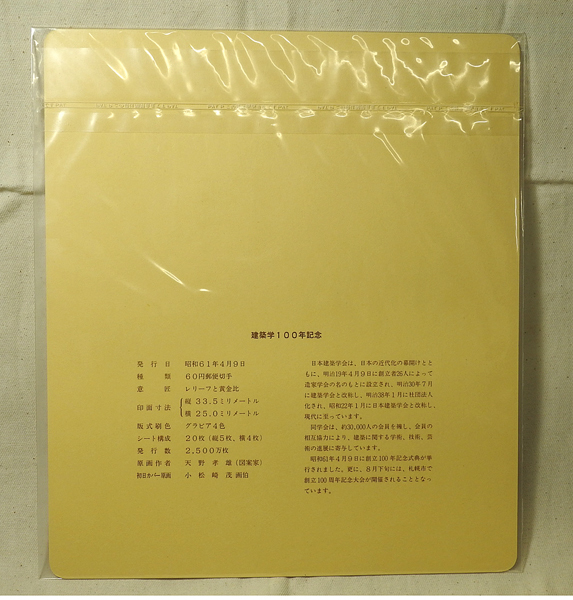 建築学100年記念
発行日 昭和61年4月9日
種類 60円郵便切手
意匠 レリーフと黄金比
印面寸法 縦 33.5ミリメートル
横 25.0ミリメートル
版式刷色 グラビア4色
シート構成 20枚(縦5枚、横4枚)
発行数 2,500万枚
原画作者 天野孝雄(図案家)
初日カバー原画 小松崎茂画伯
日本建築学会は、日本の近代化の幕開けとと
もに、明治19年4月9日に創立者26人によって
造家学会の名のもとに設立され、明治30年7月
に建築学会と改称し、明治38年1月に社団法人
化され、昭和22年1月に日本建築学会と改称し、
現代に至っています。
同学会は、約30,000人の会員を擁し、会員の
相互協力により、建築に関する学術、技術、芸
術の進展に寄与しています。
昭和61年4月9日に創立100年記念式典が挙
行されました。更に、8月下旬には、札幌市で
創立100周年記念大会が開催されることとなっ
ています。